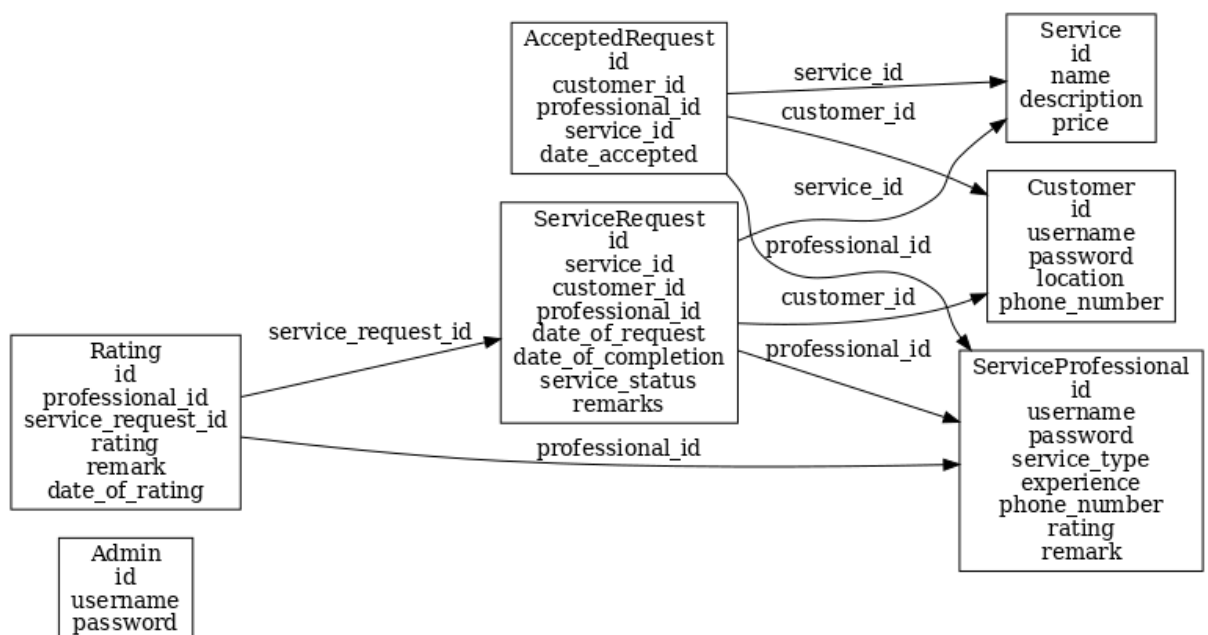 AcceptedRequest
id
customer_id
professional_id
service_id
date_accepted
service_id
customer_id
service_id
professional_id
customer_id
professional_id
Service
id
name
description
price
Customer
id
username
password
location
phone_number
ServiceRequest
id
service_id
customer_id
professional_id
date_of_request
date_of_completion
service_status
remarks
service_request_id
professional_id
Rating
id
professional_id
service_request_id
rating
remark
date_of_rating
ServiceProfessional
id
username
password
service_type
experience
phone_number
rating
remark
Admin
id
username
password